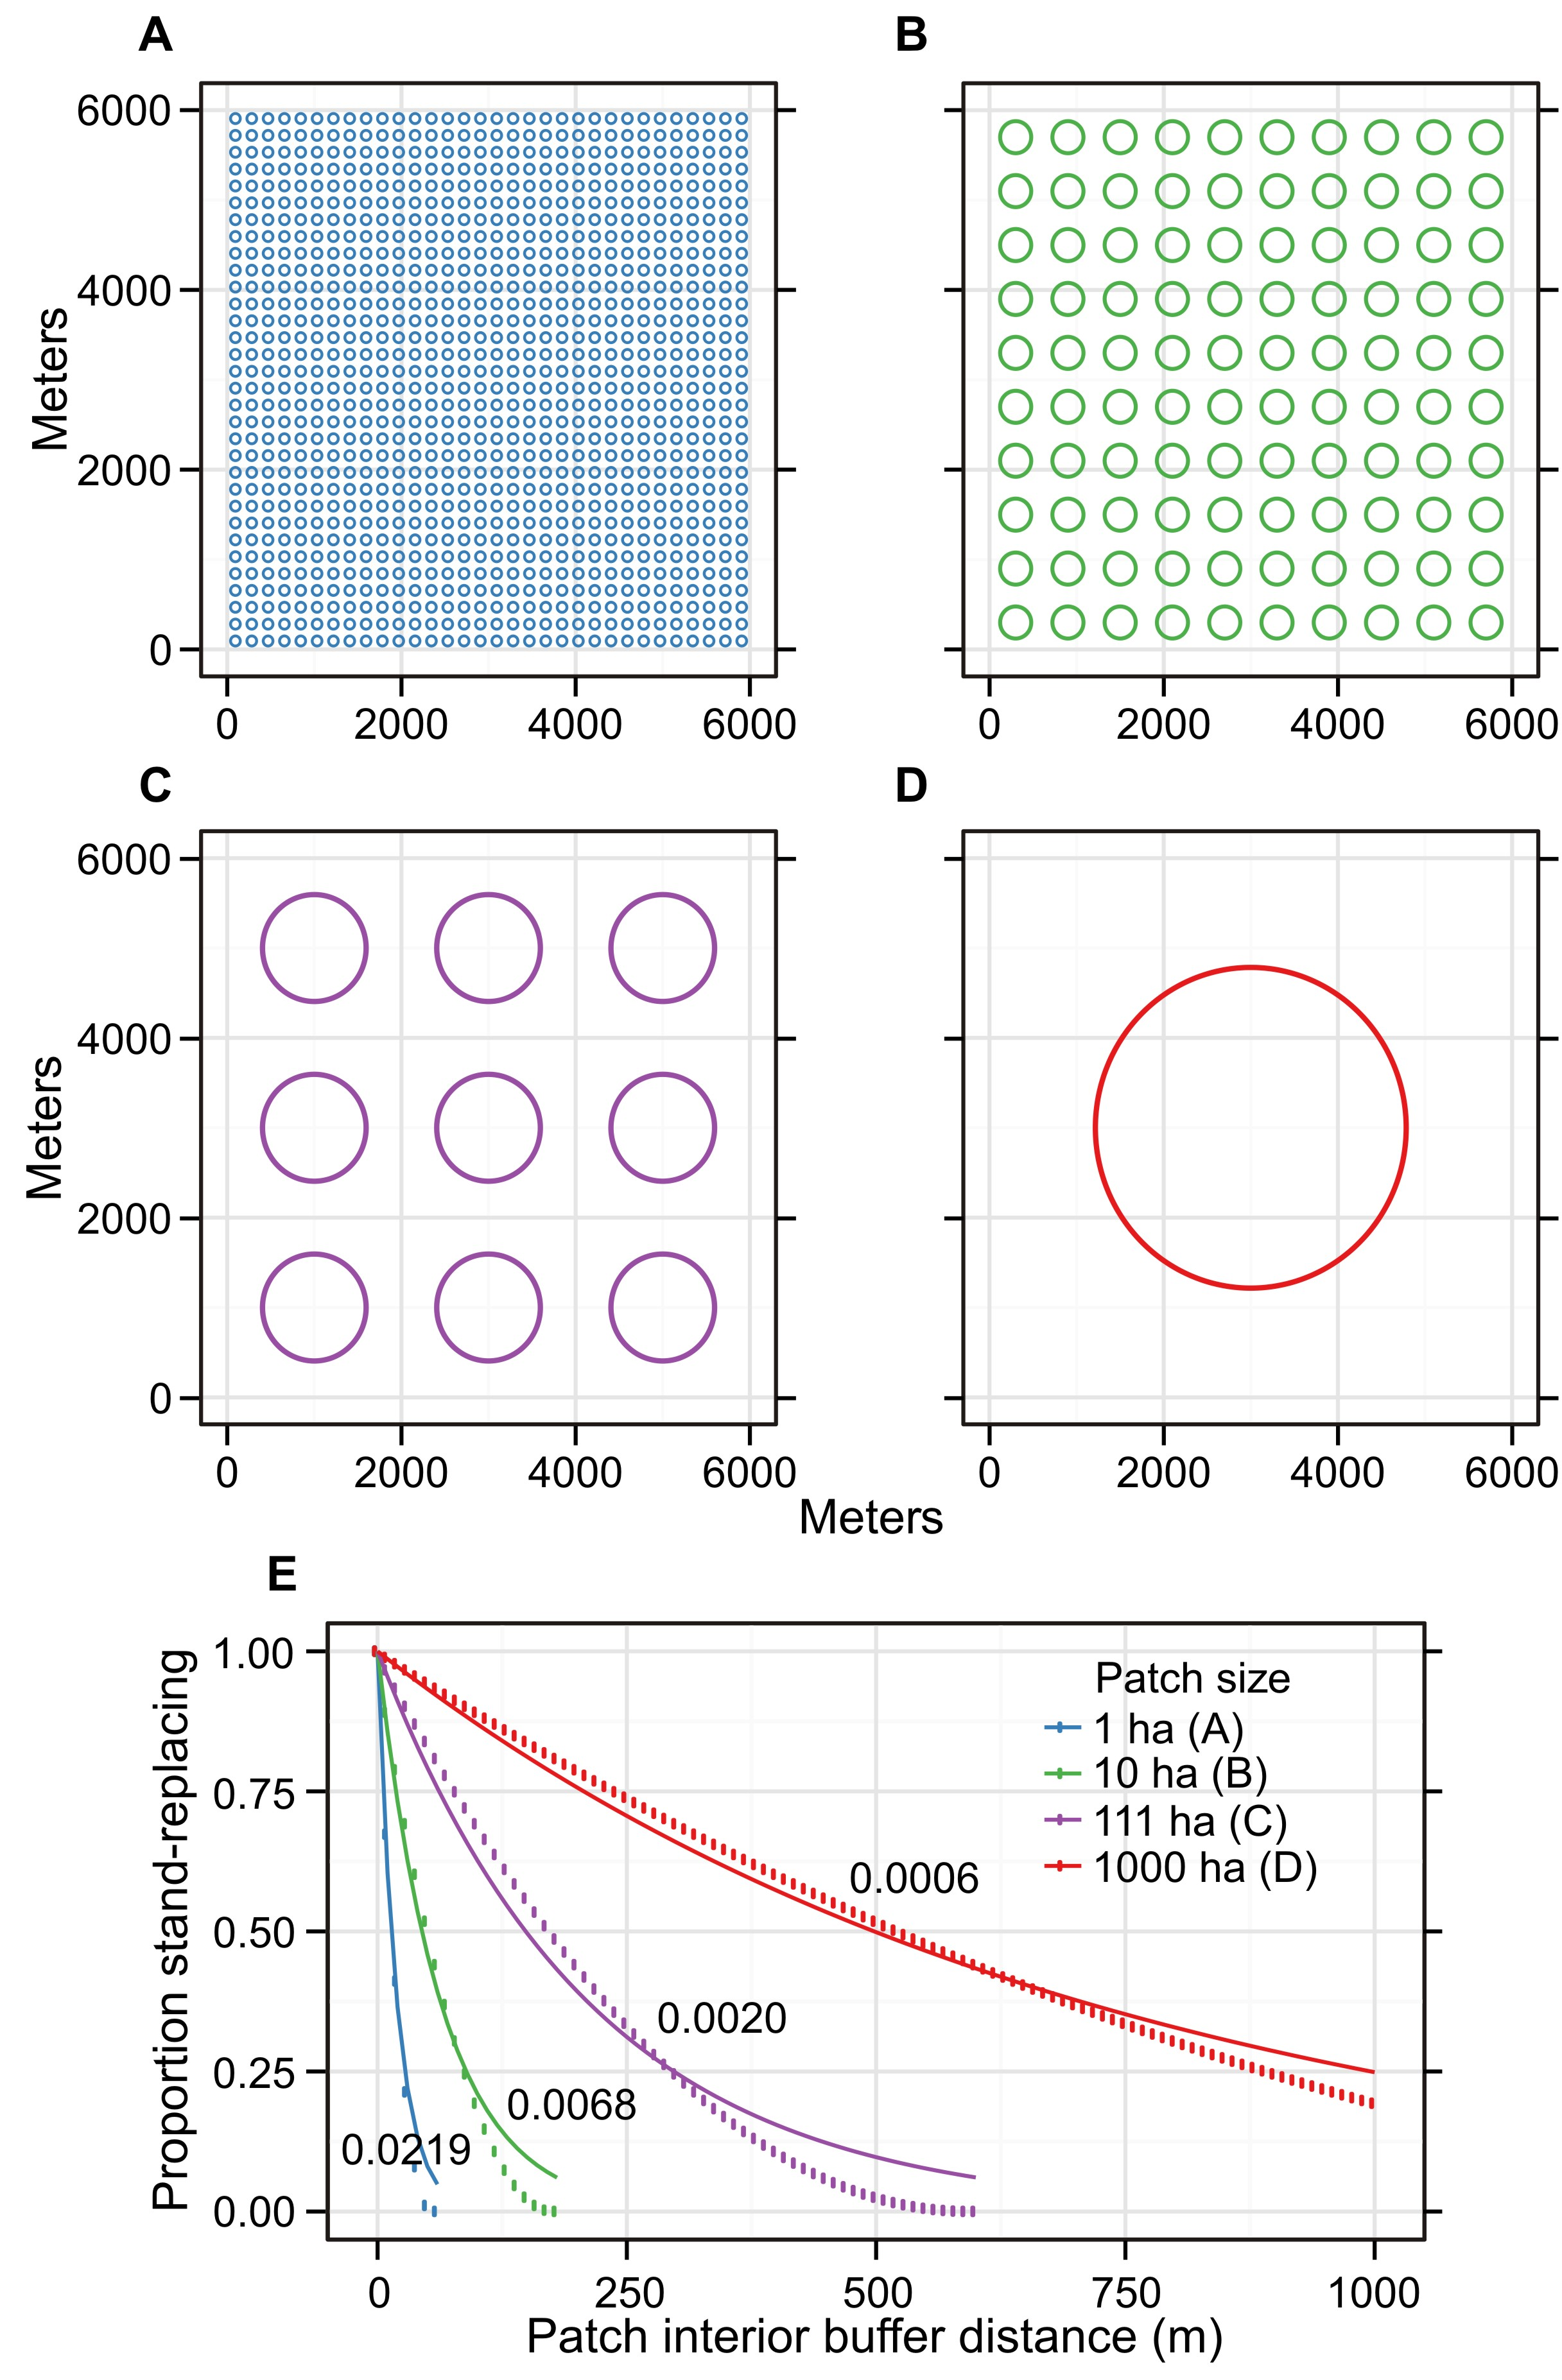 A
B
Meters
6000
4000
2000
0
0 2000 4000 6000
0 2000 4000 6000
C
D
Meters
6000
4000
2000
0
0 2000 4000 6000
0 2000 4000 6000
Meters
E
Proportion stand-replacing
1.00
0.75
0.50
0.25
0.00
Patch size
1 ha (A)
10 ha (B)
111 ha (C)
1000 ha (D)
0.0006
0.0020
0.0068
0.0219
0 250 500 750 1000
Patch interior buffer distance (m)